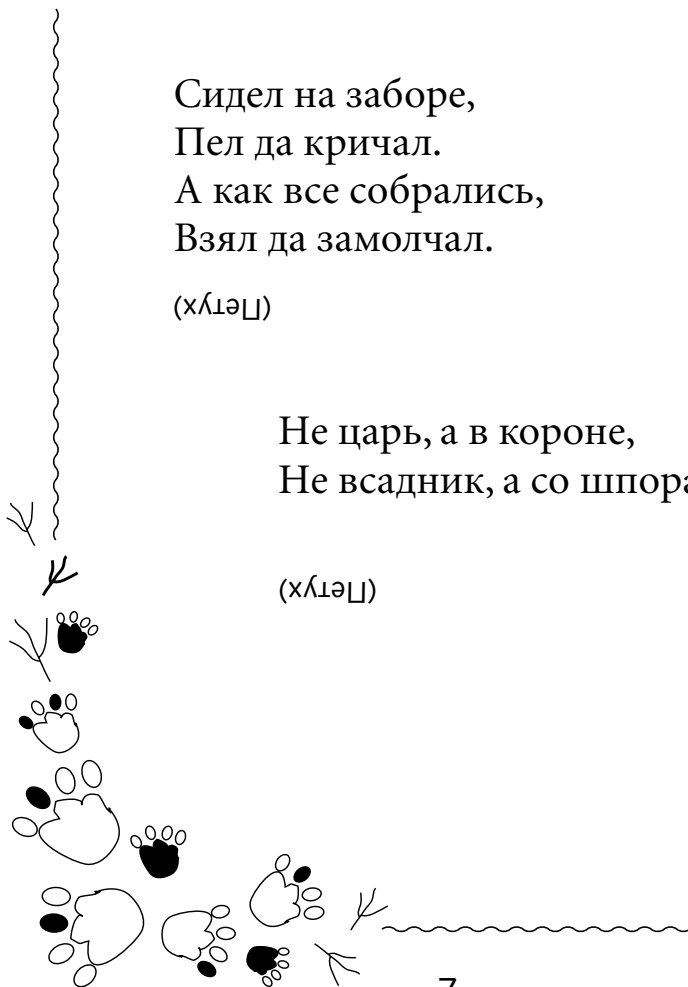 Сидел на заборе,
Пел да кричал.
А как все собрались,
Взял да замолчал.
(Петух)
Не царь, а в короне,
Не всадник, а со
(Петух)